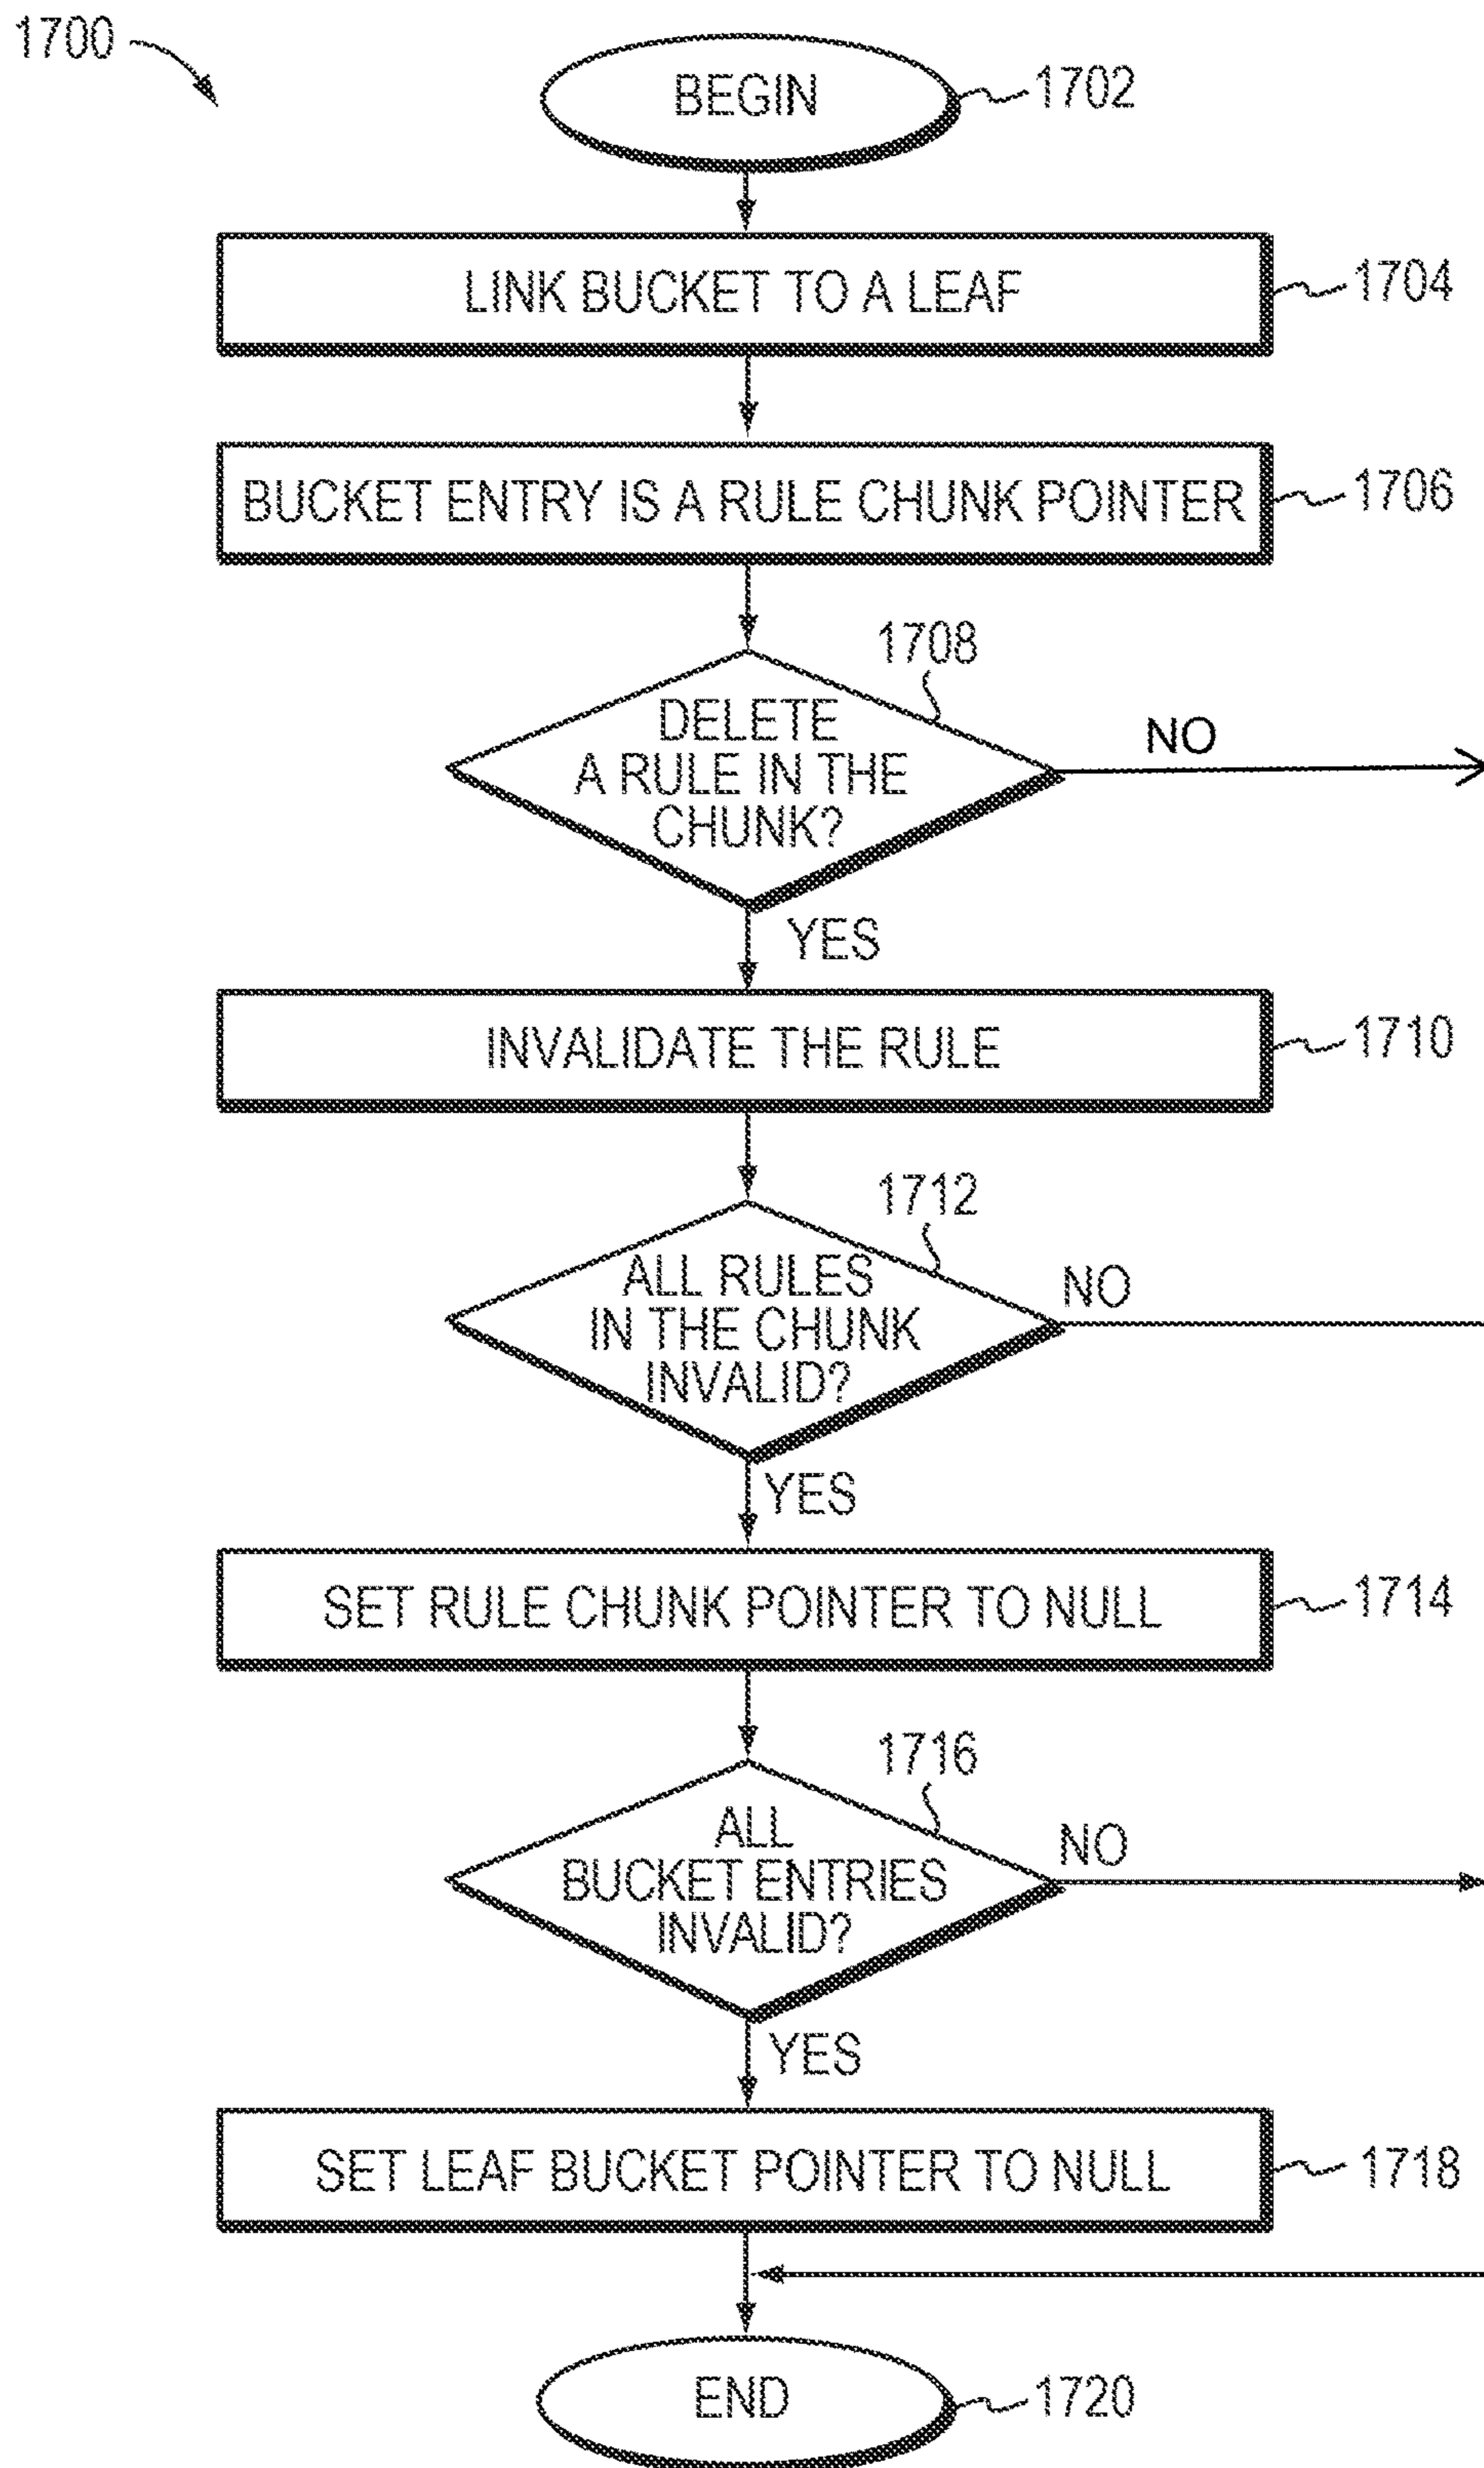 1700
BEGIN
1702
LINK BUCKET TO A LEAF
1704
BUCKET ENTRY IS A RULE CHUNK POINTER
1706
1708
DELETE
A RULE IN THE
CHUNK?
NO
YES
INVALIDATE THE RULE
1710
1712
ALL RULES
IN THE CHUNK
INVALID?
NO
YES
SET RULE CHUNK POINTER TO NULL
1714
1716
ALL
BUCKET ENTRIES
INVALID?
NO
YES
SET LEAF BUCKET POINTER TO NULL
1718
END
1720